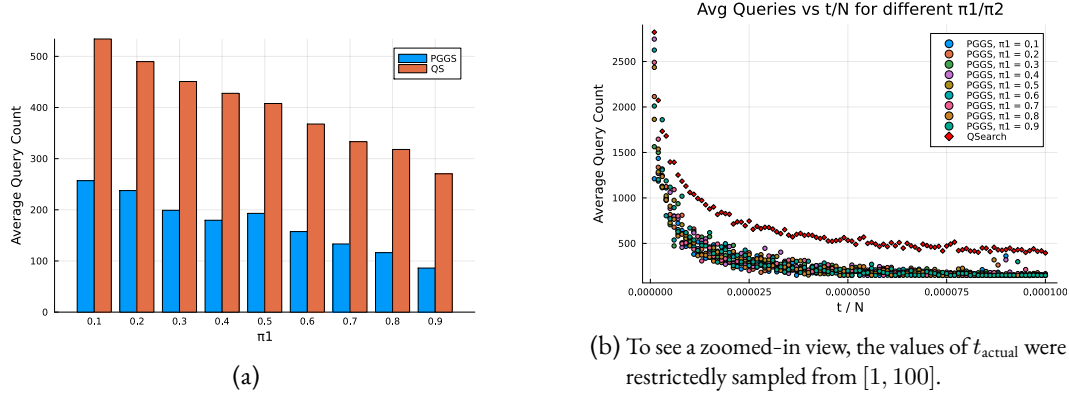 Avg Queries vs t/N for different π1/π2
500
400
300
200
100
0
Average Query Count
PGGS
QS
0.1 0.2 0.3 0.4 0.5 0.6 0.7 0.8 0.9
π1
(a)
2500
2000
1500
1000
500
Average Query Count
PGGS, π1 = 0,1
PGGS, π1 = 0.2
PGGS, π1 = 0.3
PGGS, π1 = 0.4
PGGS, π1 = 0.5
PGGS, π1 = 0.6
PGGS, π1 = 0.7
PGGS, π1 = 0.8
PGGS, π1 = 0.9
QSearch
0.000000 0.000025 0.000050 0.000075 0.000100
t / N
(b) To see a zoomed-in view, the values of t_actual were
restrictedly sampled from [1, 100].